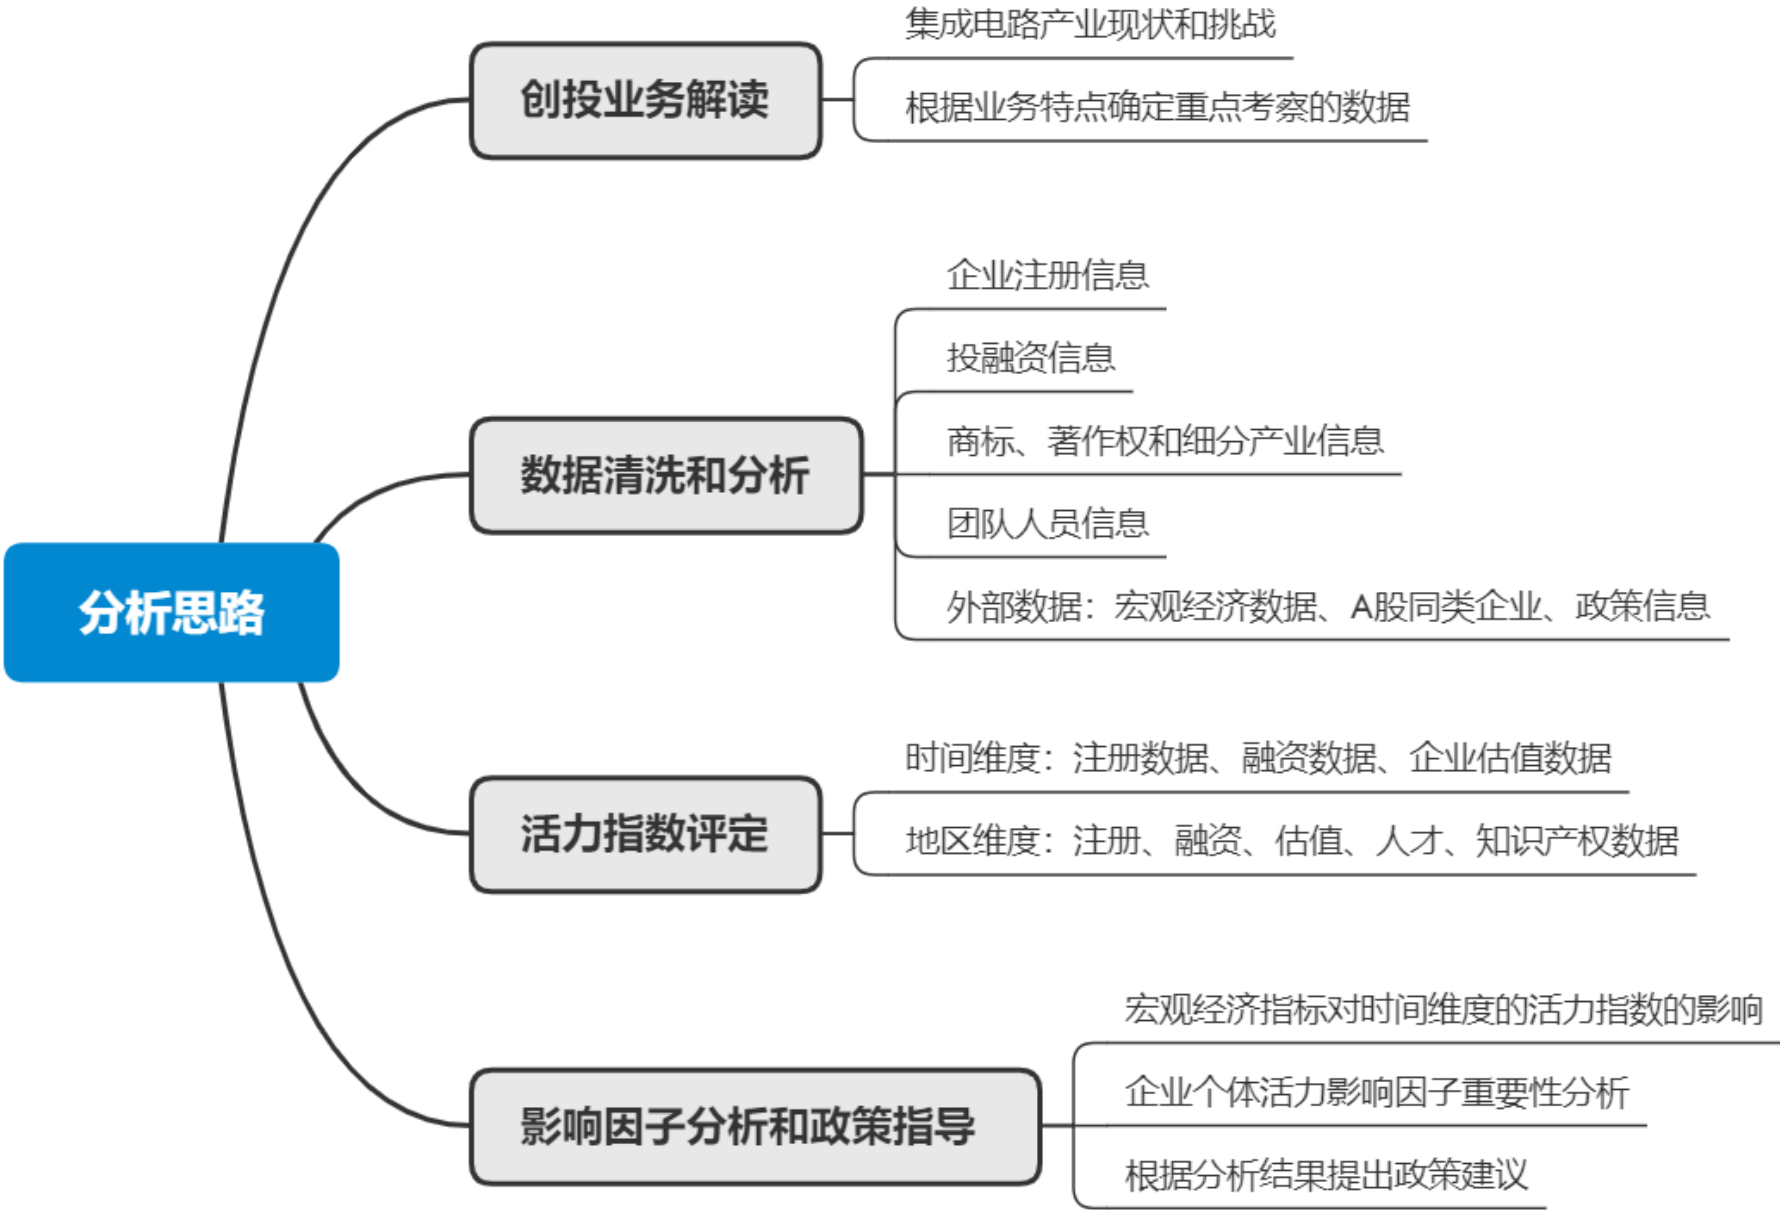 分析思路
创投业务解读
集成电路产业现状和挑战
根据业务特点确定重点考察的数据
数据清洗和分析
企业注册信息
投融资信息
商标、著作权和细分产业信息
团队人员信息
外部数据：宏观经济数据、A股同类企业、政策信息
活力指数评定
时间维度：注册数据、融资数据、企业估值数据
地区维度：注册、融资、估值、人才、知识产权数据
影响因子分析和政策指导
宏观经济指标对时间维度的活力指数的影响
企业个体活力影响因子重要性分析
根据分析结果提出政策建议